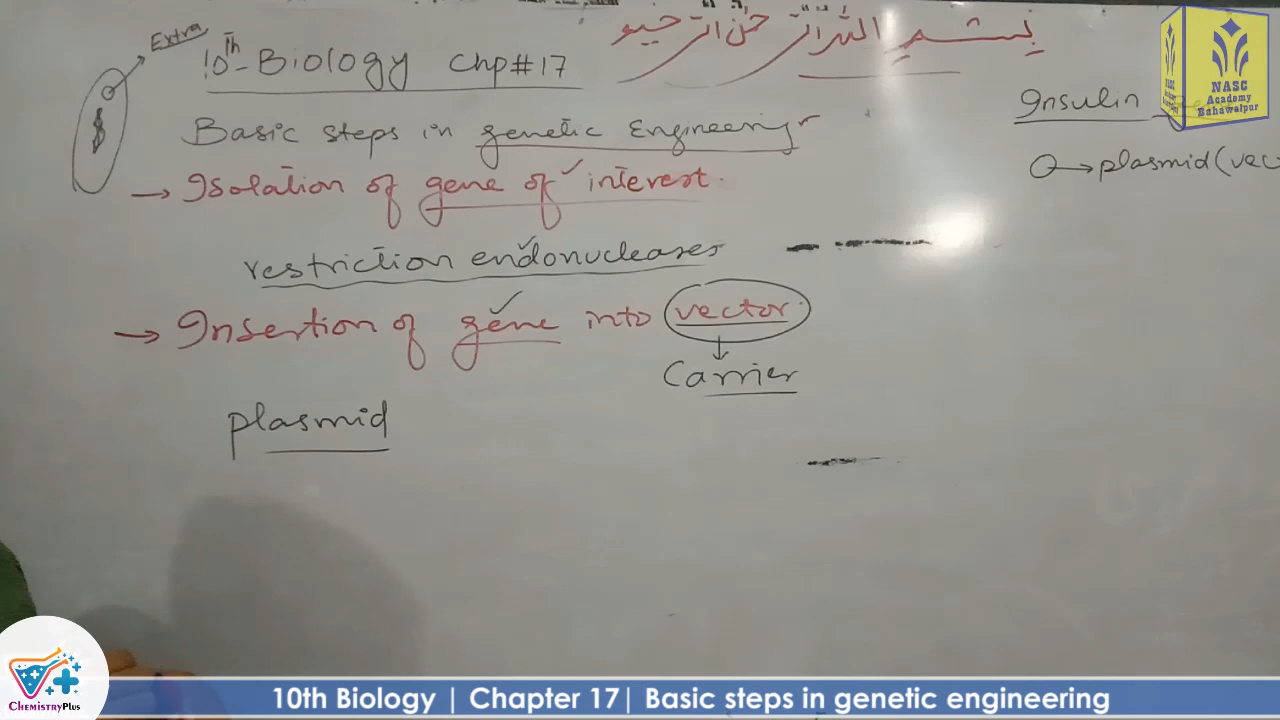 بسم الله الرحمن الرحيم
Extra
10th Biology Chp#17
Basic steps in genetic Engineering
→ Isolation of gene of interest.
restriction endonucleases
→ Insertion of gene into vector.
Carrier
plasmid
Insulin
→ plasmid (vec
NASC
Academy
Bahawalpur
ChemistryPlus
10th Biology | Chapter 17| Basic steps in genetic engineering